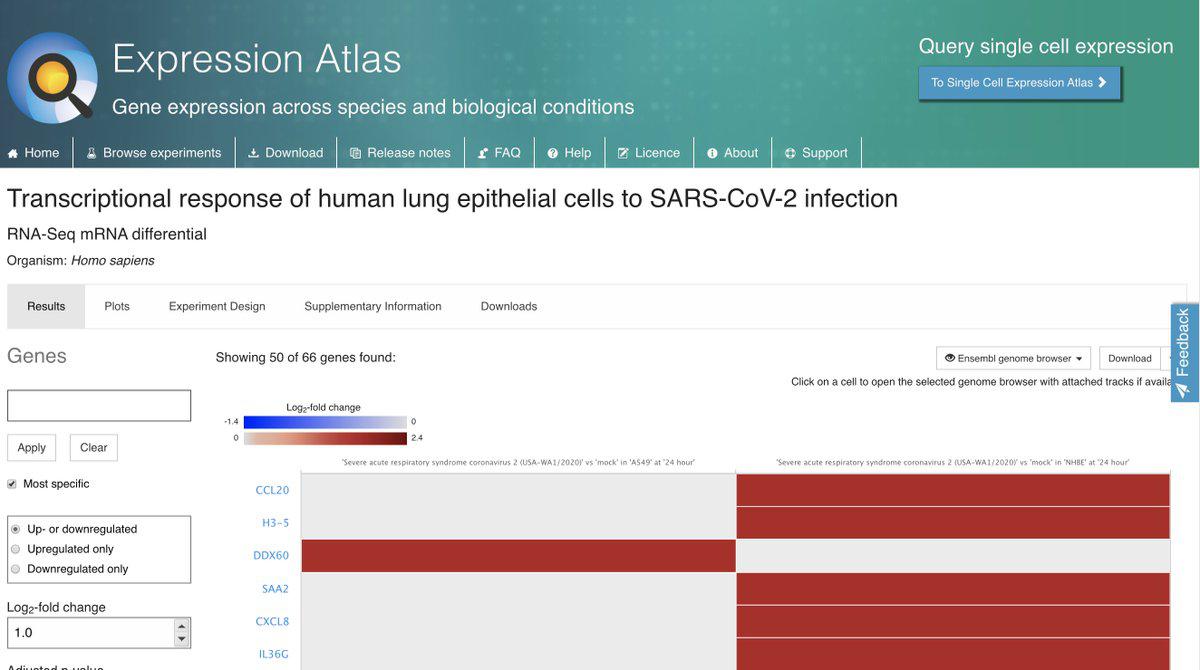 Expression Atlas
Gene expression across species and biological conditions
Query single cell expression
To Single Cell Expression Atlas
Home Browse experiments Download Release notes FAQ Help Licence About Support
Transcriptional response of human lung epithelial cells to SARS-CoV-2 infection
RNA-Seq mRNA differential
Organism: Homo sapiens
Results Plots Experiment Design Supplementary Information Downloads
Feedback
Genes
Apply Clear
Most specific
Up- or downregulated
Upregulated only
Downregulated only
Log2-fold change
1.0
Adjusted p-value
Showing 50 of 66 genes found:
Ensembl genome browser Download
Click on a cell to open the selected genome browser with attached tracks if
Log2-fold change
-1.4 0
0 2.4
'Severe acute respiratory syndrome coronavirus 2 (USA-WA1/2020)' vs 'mock' in 'A549' at '24 hour' 'Severe acute respiratory syndrome coronavirus 2 (USA-WA1/2020)' vs 'mock' in 'NHBE' at '24 hour'
CCL20
H3-5
DDX60
SAA2
CXCL8
IL36G